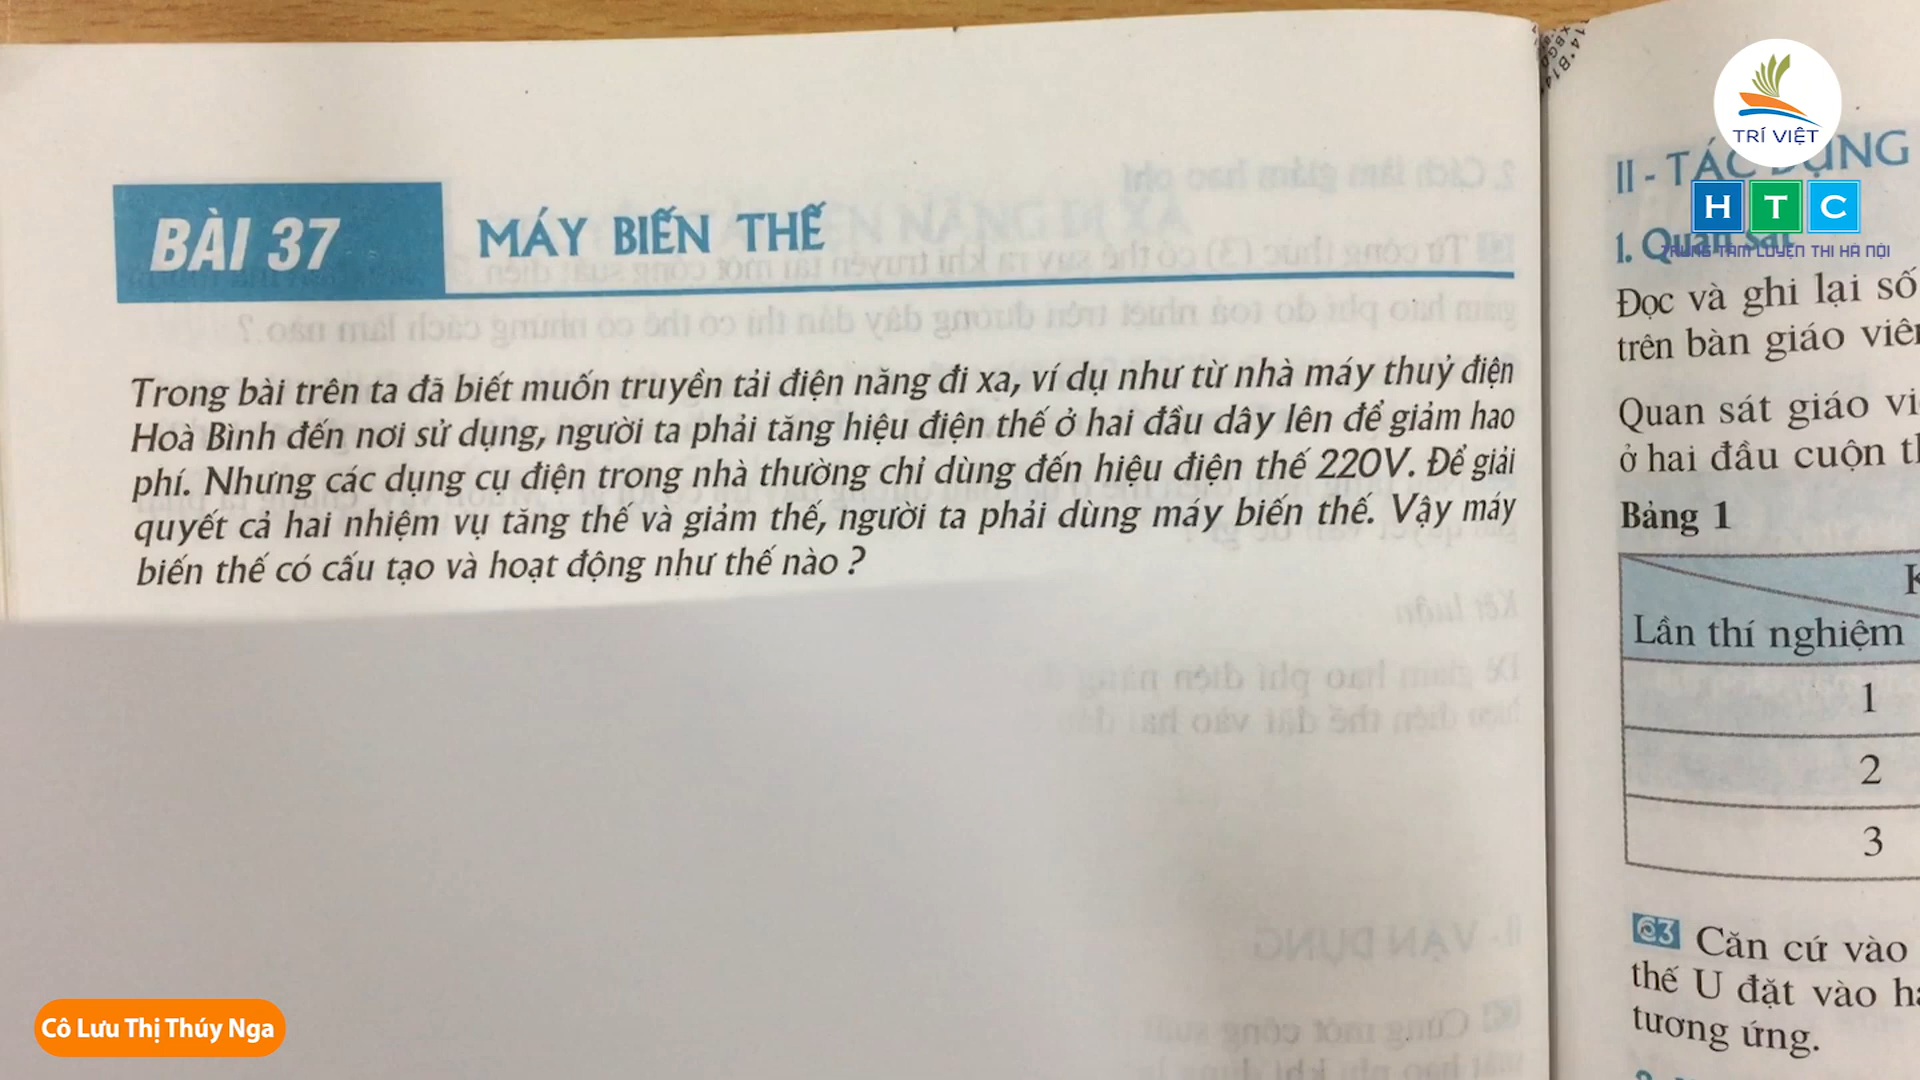 BÀI 37
MÁY BIẾN THẾ
Trong bài trên ta đã biết muốn truyền tải điện năng đi xa, ví dụ như từ nhà máy thuỷ điện
Hoà Bình đến nơi sử dụng, người ta phải tăng hiệu điện thế ở hai đầu dây lên để giảm hao
phí. Nhưng các dụng cụ điện trong nhà thường chỉ dùng đến hiệu điện thế 220V. Để giải
quyết cả hai nhiệm vụ tăng thế và giảm thế, người ta phải dùng máy biến thế. Vậy máy
biến thế có cấu tạo và hoạt động như thế nào ?
TRÍ VIỆT
II - TÁC DỤNG
H T C
1. Quan sát
TRUNG TÂM LUYỆN THI HÀ NỘI
Đọc và ghi lại số
trên bàn giáo viên
Quan sát giáo vi
ở hai đầu cuộn th
Bảng 1
K
Lần thí nghiệm
1
2
3
C3 Căn cứ vào
thế U đặt vào ha
tương ứng.
Cô Lưu Thị Thúy Nga